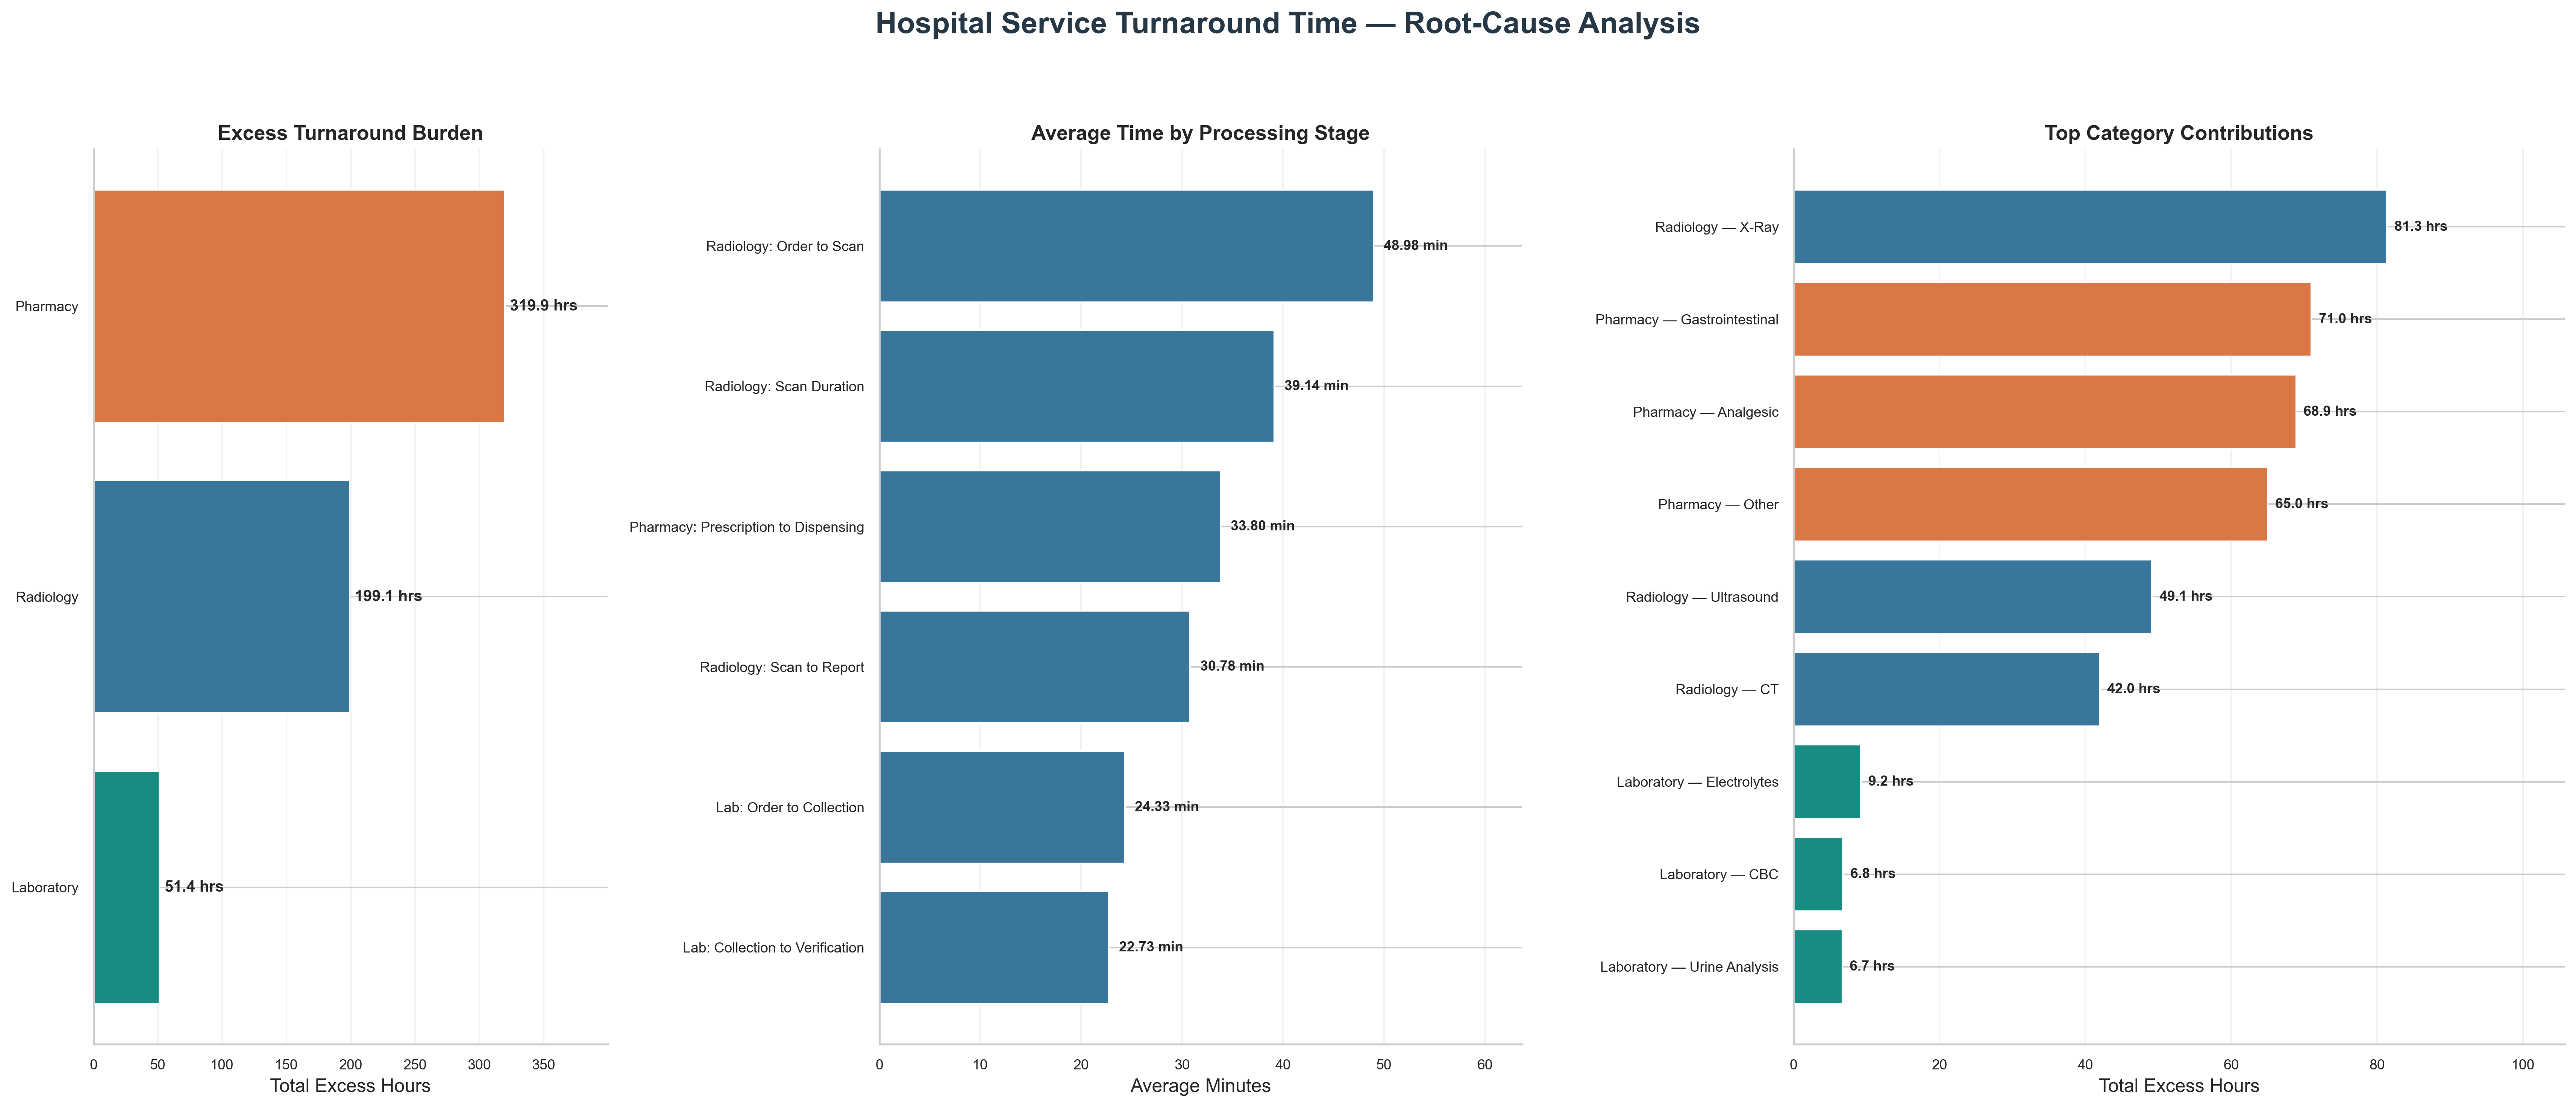 Hospital Service Turnaround Time — Root-Cause Analysis
Excess Turnaround Burden
Pharmacy
319.9 hrs
Radiology
199.1 hrs
Laboratory
51.4 hrs
0 50 100 150 200 250 300 350
Total Excess Hours
Average Time by Processing Stage
Radiology: Order to Scan
48.98 min
Radiology: Scan Duration
39.14 min
Pharmacy: Prescription to Dispensing
33.80 min
Radiology: Scan to Report
30.78 min
Lab: Order to Collection
24.33 min
Lab: Collection to Verification
22.73 min
0 10 20 30 40 50 60
Average Minutes
Top Category Contributions
Radiology — X-Ray
81.3 hrs
Pharmacy — Gastrointestinal
71.0 hrs
Pharmacy — Analgesic
68.9 hrs
Pharmacy — Other
65.0 hrs
Radiology — Ultrasound
49.1 hrs
Radiology — CT
42.0 hrs
Laboratory — Electrolytes
9.2 hrs
Laboratory — CBC
6.8 hrs
Laboratory — Urine Analysis
6.7 hrs
0 20 40 60 80 100
Total Excess Hours